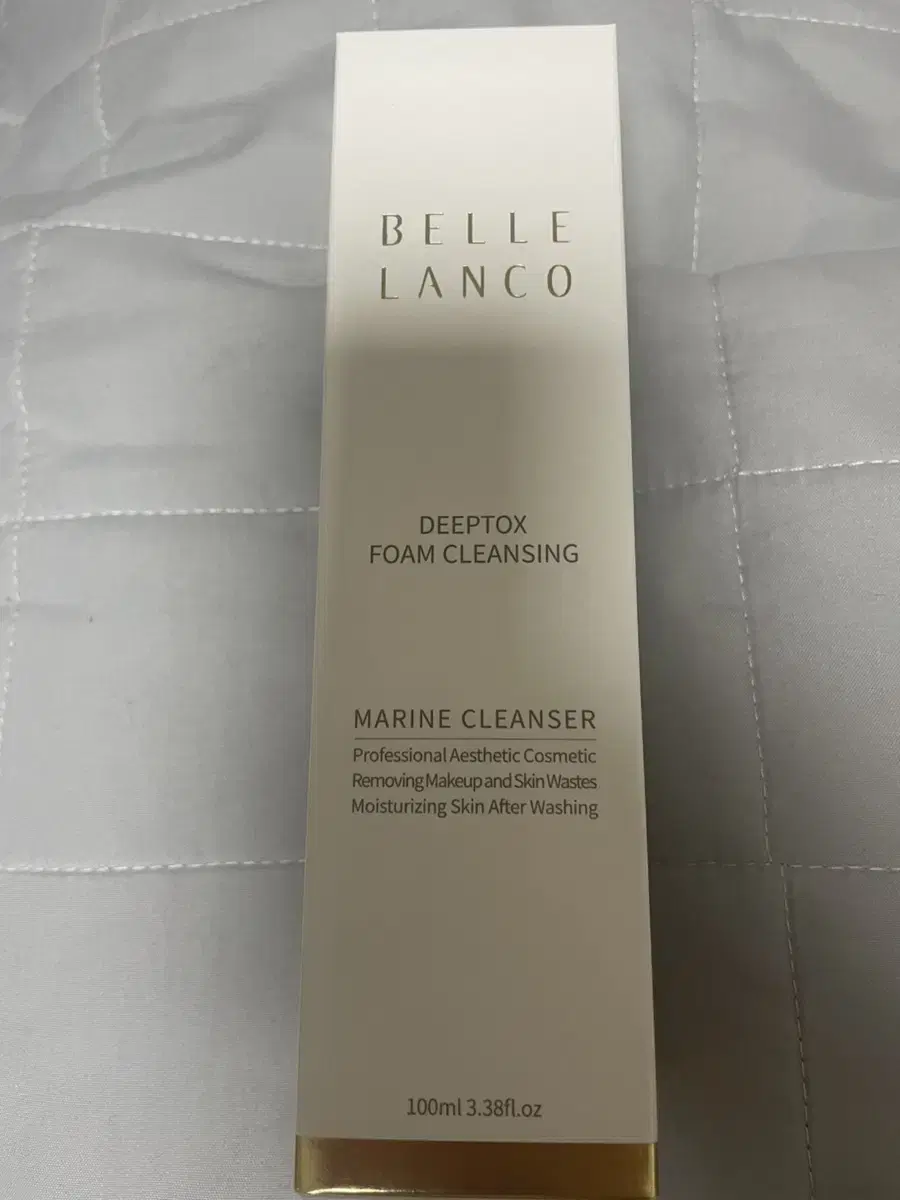 BELLE
LANCO
DEEPTOX
FOAM CLEANSING
MARINE CLEANSER
Professional Aesthetic Cosmetic
Removing Makeup and Skin Wastes
Moisturizing Skin After Washing
100ml 3.38fl.oz